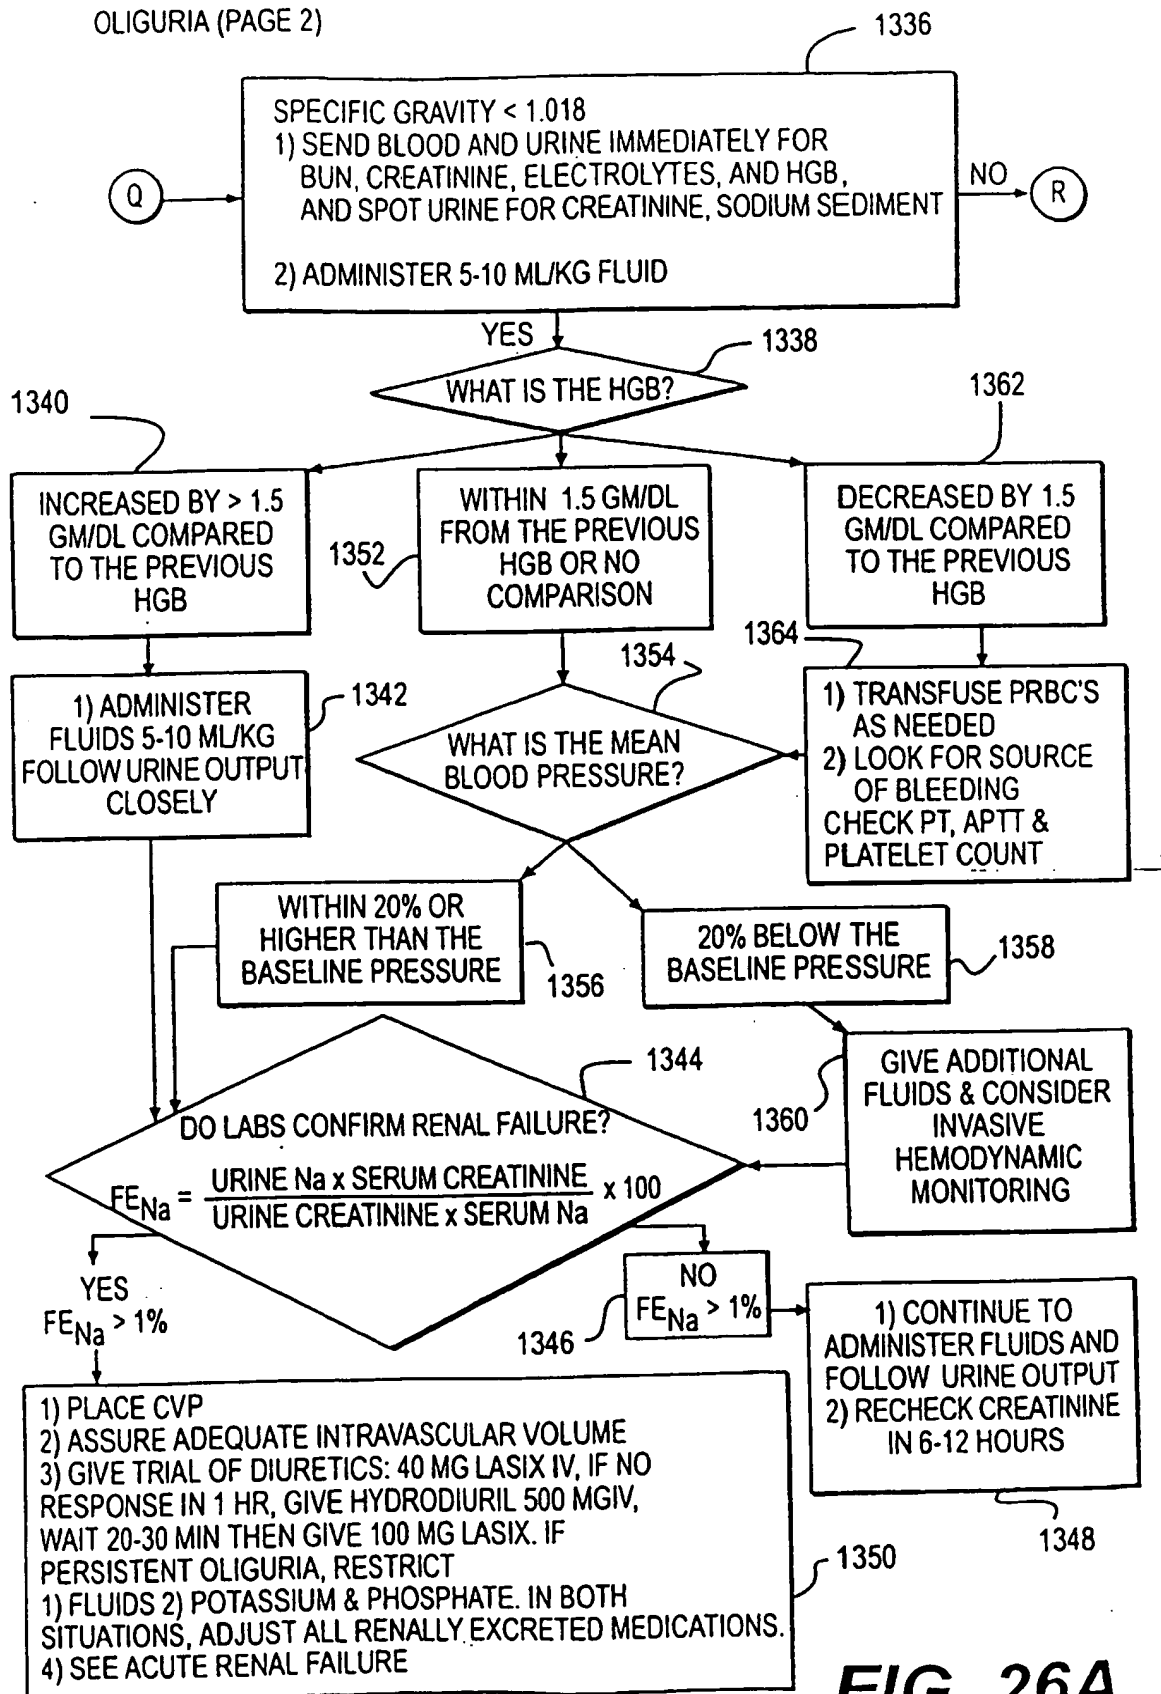 OLIGURIA (PAGE 2)
1336
SPECIFIC GRAVITY < 1.018
1) SEND BLOOD AND URINE IMMEDIATELY FOR
BUN, CREATININE, ELECTROLYTES, AND HGB,
AND SPOT URINE FOR CREATININE, SODIUM SEDIMENT
2) ADMINISTER 5-10 ML/KG FLUID
Q
NO
R
YES
1338
WHAT IS THE HGB?
1340
1362
INCREASED BY > 1.5
GM/DL COMPARED
TO THE PREVIOUS
HGB
1352
WITHIN 1.5 GM/DL
FROM THE PREVIOUS
HGB OR NO
COMPARISON
DECREASED BY 1.5
GM/DL COMPARED
TO THE PREVIOUS
HGB
1364
1354
1) ADMINISTER
FLUIDS 5-10 ML/KG
FOLLOW URINE OUTPUT
CLOSELY
1342
WHAT IS THE MEAN
BLOOD PRESSURE?
1) TRANSFUSE PRBC'S
AS NEEDED
2) LOOK FOR SOURCE
OF BLEEDING
CHECK PT, APTT &
PLATELET COUNT
WITHIN 20% OR
HIGHER THAN THE
BASELINE PRESSURE
1356
20% BELOW THE
BASELINE PRESSURE
1358
1344
1360
GIVE ADDITIONAL
FLUIDS & CONSIDER
INVASIVE
HEMODYNAMIC
MONITORING
DO LABS CONFIRM RENAL FAILURE?
FENa = URINE Na x SERUM CREATININE / URINE CREATININE x SERUM Na x 100
YES
FENa > 1%
NO
FENa > 1%
1346
1) CONTINUE TO
ADMINISTER FLUIDS AND
FOLLOW URINE OUTPUT
2) RECHECK CREATININE
IN 6-12 HOURS
1348
1) PLACE CVP
2) ASSURE ADEQUATE INTRAVASCULAR VOLUME
3) GIVE TRIAL OF DIURETICS: 40 MG LASIX IV, IF NO
RESPONSE IN 1 HR, GIVE HYDRODIURIL 500 MGIV,
WAIT 20-30 MIN THEN GIVE 100 MG LASIX. IF
PERSISTENT OLIGURIA, RESTRICT
1) FLUIDS 2) POTASSIUM & PHOSPHATE. IN BOTH
SITUATIONS, ADJUST ALL RENALLY EXCRETED MEDICATIONS.
4) SEE ACUTE RENAL FAILURE
1350
FIG. 26A